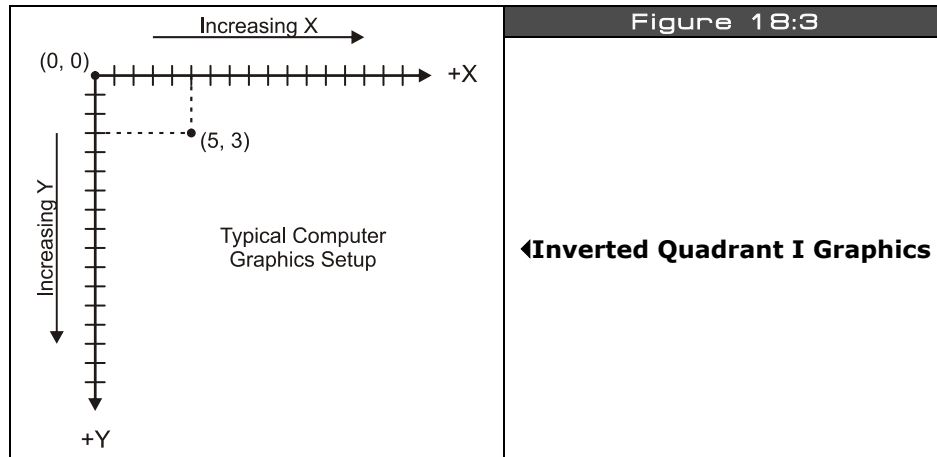 Increasing X
(0, 0)
+X
(5, 3)
Increasing Y
Typical Computer
Graphics Setup
+Y
Figure 18:3
Inverted Quadrant I Graphics